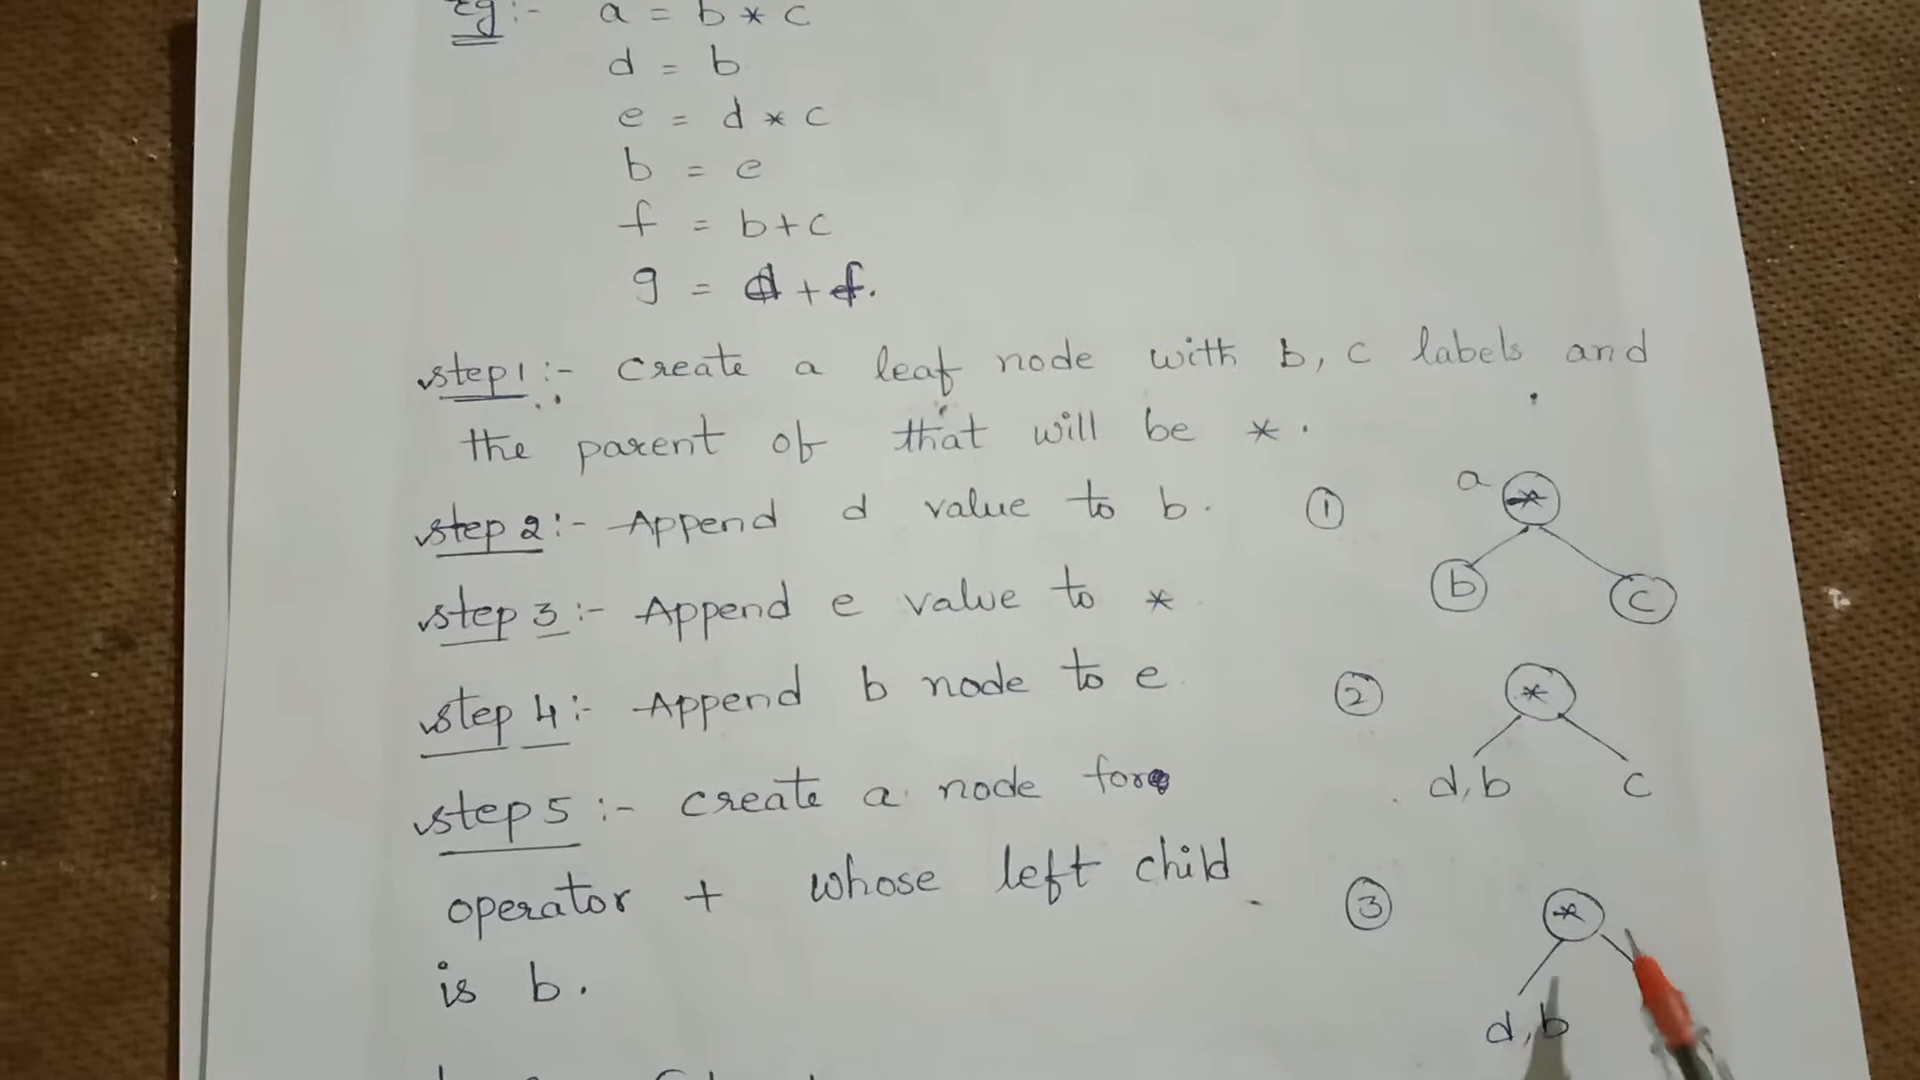 Eg :- a = b * c
d = b
e = d * c
b = e
f = b + c
g = d + f.
step 1 :- create a leaf node with b, c labels and
the parent of that will be *.
step 2 :- Append d value to b.
step 3 :- Append e value to *
step 4 :- Append b node to e
step 5 :- create a node for
operator + whose left child
is b.
① a *
b c
② *
d, b c
③ *
d, b